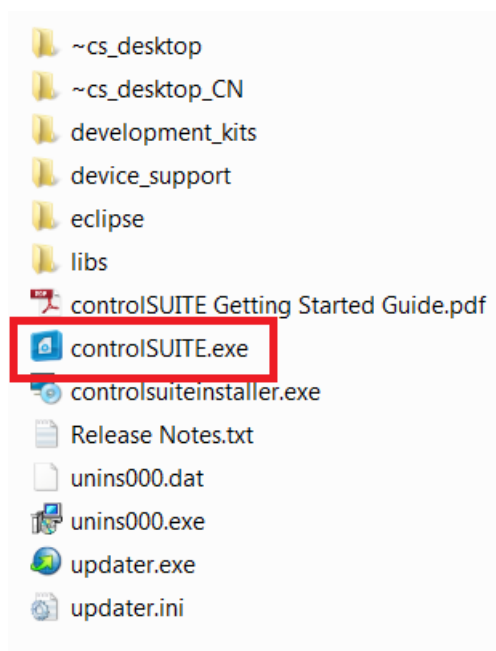 ~cs_desktop
~cs_desktop_CN
development_kits
device_support
eclipse
libs
controlSUITE Getting Started Guide.pdf
controlSUITE.exe
controlsuiteinstaller.exe
Release Notes.txt
unins000.dat
unins000.exe
updater.exe
updater.ini